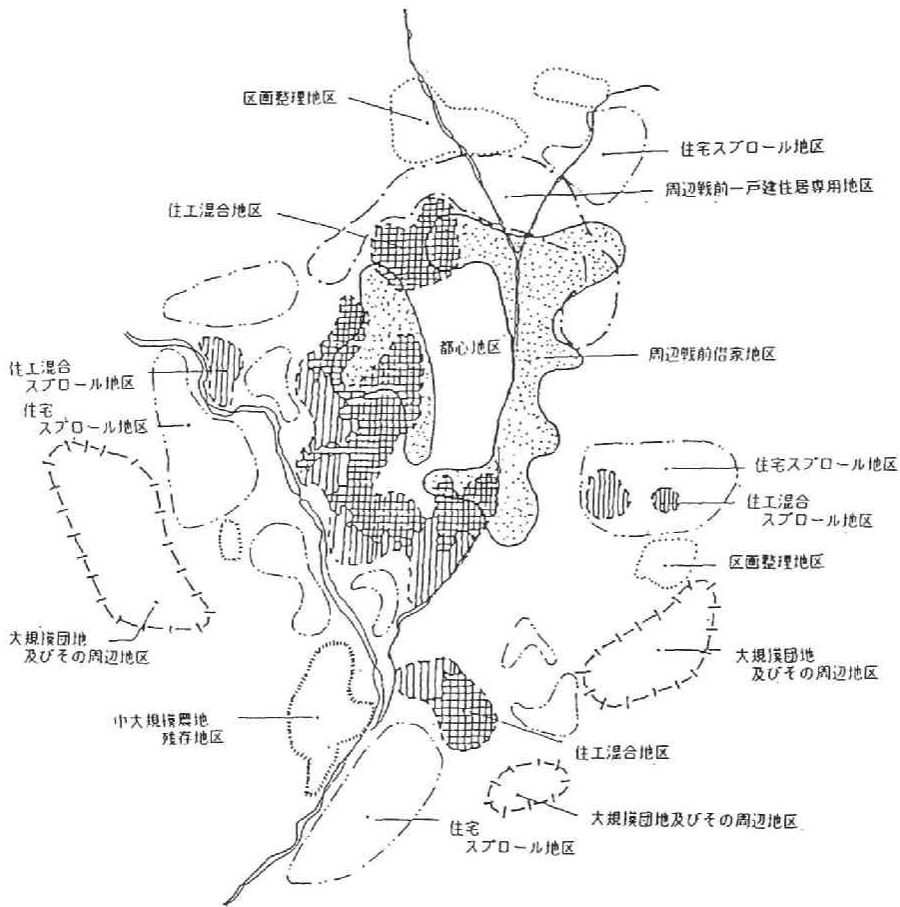 区画整理地区
住宅スプロール地区
周辺戦前一戸建住居専用地区
住工混合地区
都心地区
周辺戦前借家地区
住工混合
スプロール地区
住宅
スプロール地区
住宅スプロール地区
住工混合
スプロール地区
区画整理地区
大規模団地
及びその周辺地区
大規模団地
及びその周辺地区
中大規模農地
残存地区
住工混合地区
大規模団地及びその周辺地区
住宅
スプロール地区